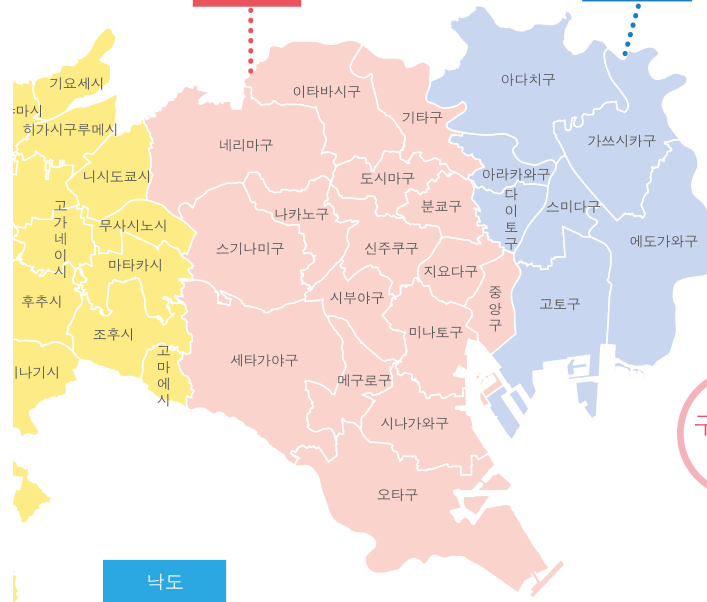 기요세시
아다치구
이타바시구
마시
기타구
히가시구루메시
가쓰시카구
네리마구
니시도쿄시
도시마구
아라카와구
다이토구
고가네이시
나카노구
분쿄구
스미다구
무사시노시
스기나미구
신주쿠구
에도가와구
마타카시
지요다구
후추시
시부야구
중앙구
고토구
조후시
미나토구
세타가야구
나기시
고마에시
메구로구
시나가와구
구
오타구
낙도